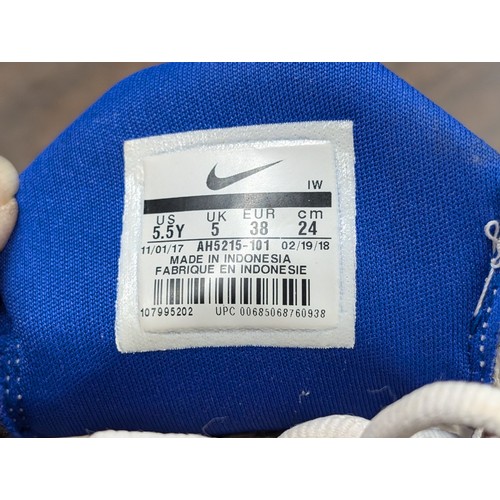 IW
US UK EUR cm
5.5Y 5 38 24
11/01/17 AH5215-101 02/19/18
MADE IN INDONESIA
FABRIQUE EN INDONESIE
107995202 UPC 00685068760938